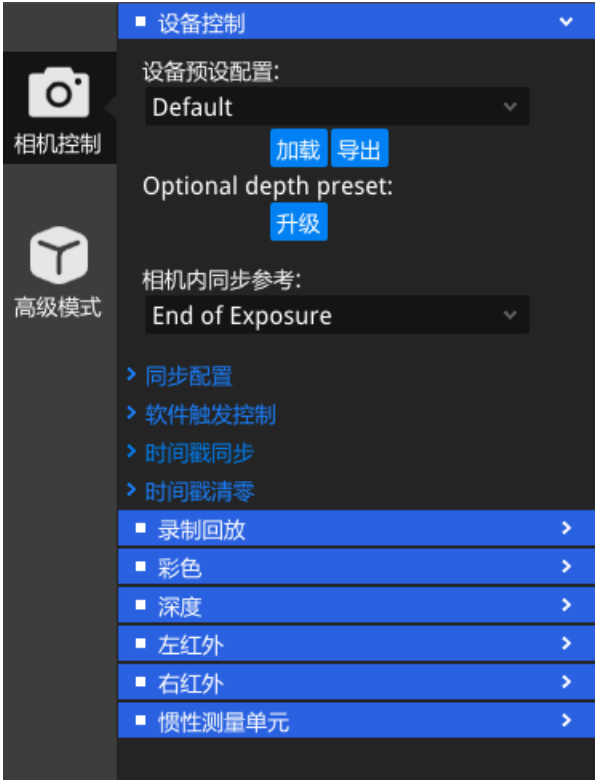 设备控制
设备预设配置:
Default
相机控制
加载 导出
Optional depth preset:
升级
相机内同步参考:
高级模式
End of Exposure
同步配置
软件触发控制
时间戳同步
时间戳清零
录制回放
彩色
深度
左红外
右红外
惯性测量单元